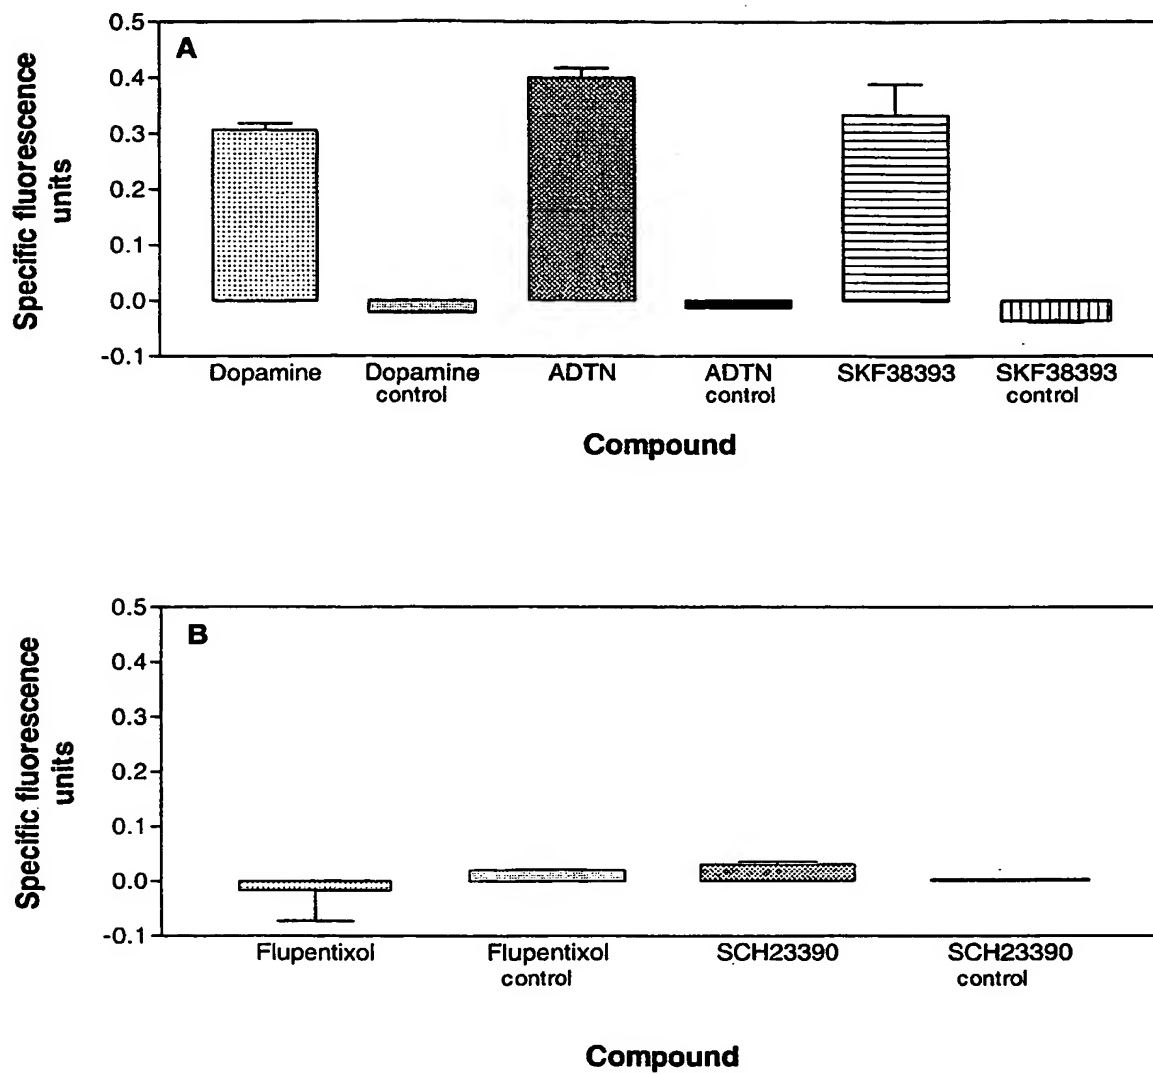 A
Specific fluorescence
units
0.5
0.4
0.3
0.2
0.1
0.0
-0.1
Dopamine
Dopamine
control
ADTN
ADTN
control
SKF38393
SKF38393
control
Compound
B
Specific fluorescence
units
0.5
0.4
0.3
0.2
0.1
0.0
-0.1
Flupentixol
Flupentixol
control
SCH23390
SCH23390
control
Compound